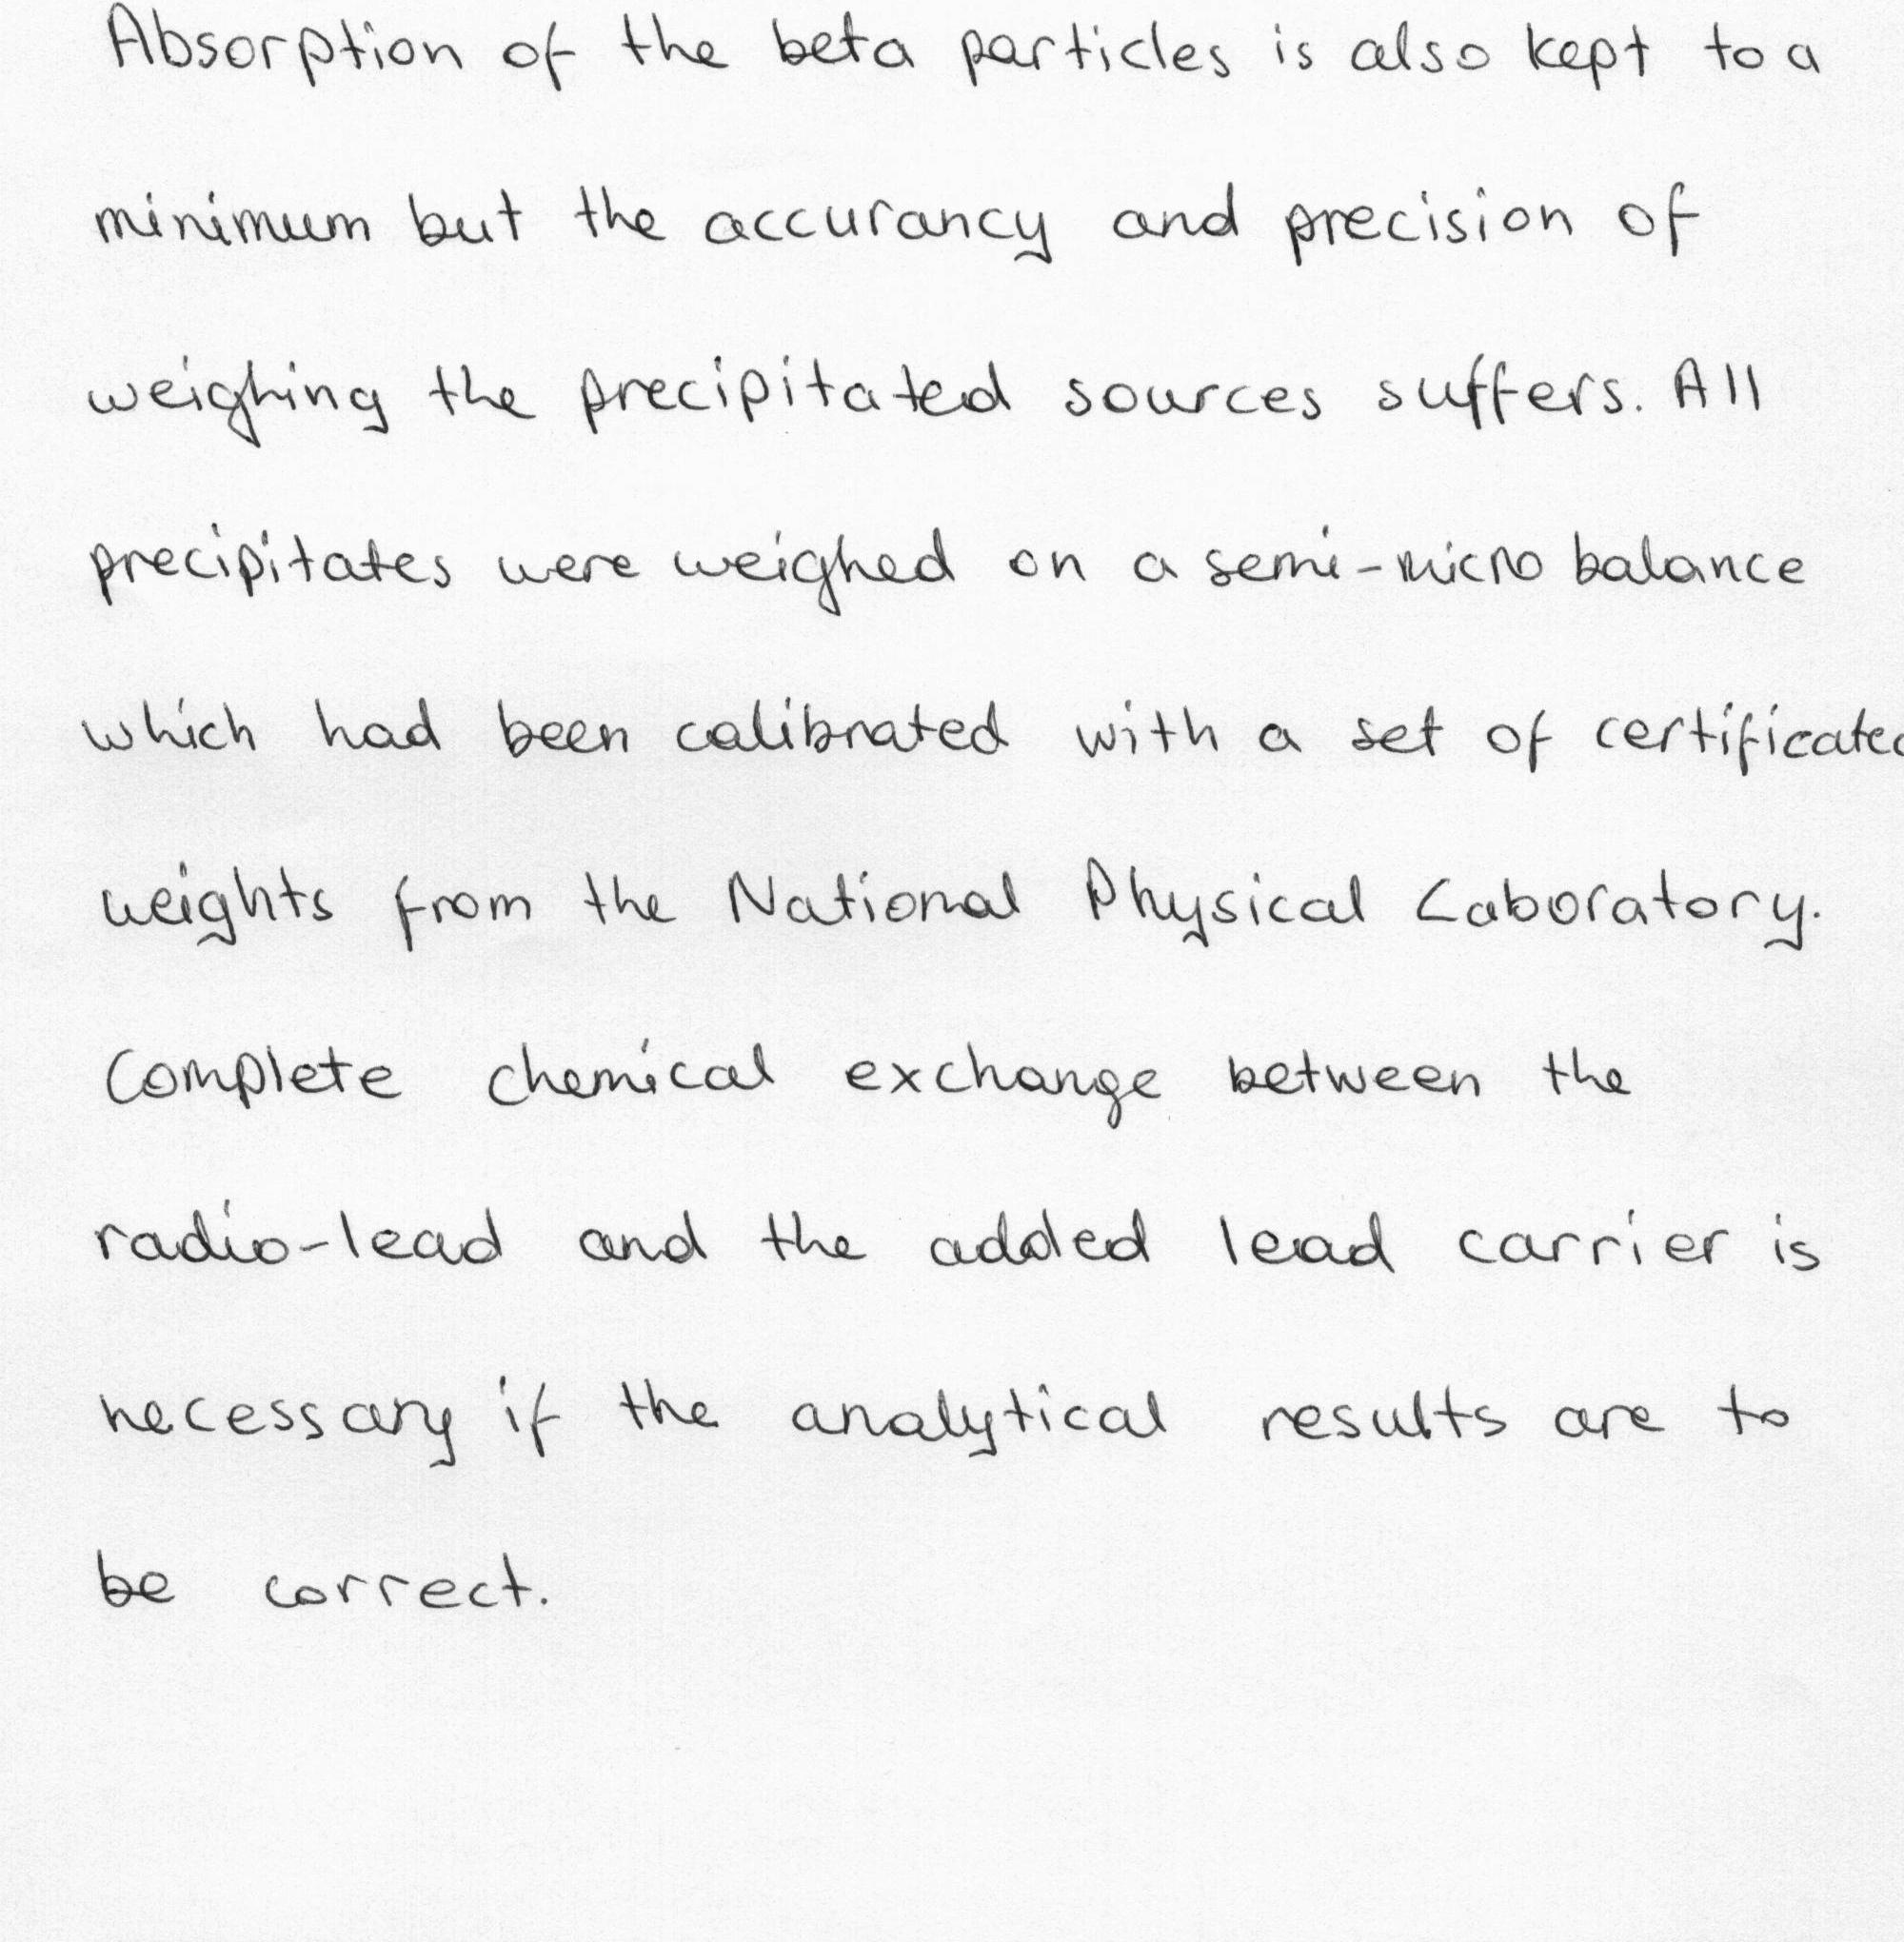 Absorption of the beta particles is also kept to a
minimum but the accurancy and precision of
weighing the precipitated sources suffers. All
precipitates were weighed on a semi-micro balance
which had been calibrated with a set of certificated
weights from the National Physical Laboratory.
Complete chemical exchange between the
radio-lead and the added lead carrier is
necessary if the analytical results are to
be correct.